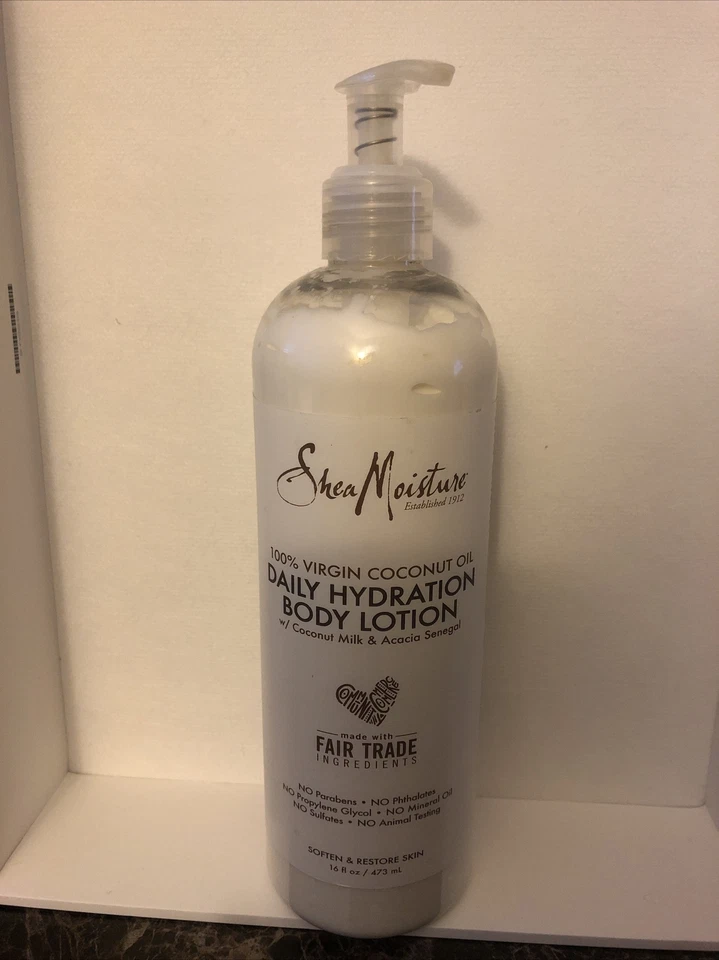 SheaMoisture
Established 1912
100% VIRGIN COCONUT OIL
DAILY HYDRATION
BODY LOTION
w/ Coconut Milk & Acacia Senegal
COMMUNITY COMMERCE
made with
FAIR TRADE
INGREDIENTS
NO Parabens • NO Phthalates
NO Propylene Glycol • NO Mineral Oil
NO Sulfates • NO Animal Testing
SOFTEN & RESTORE SKIN
16 fl oz / 473 mL